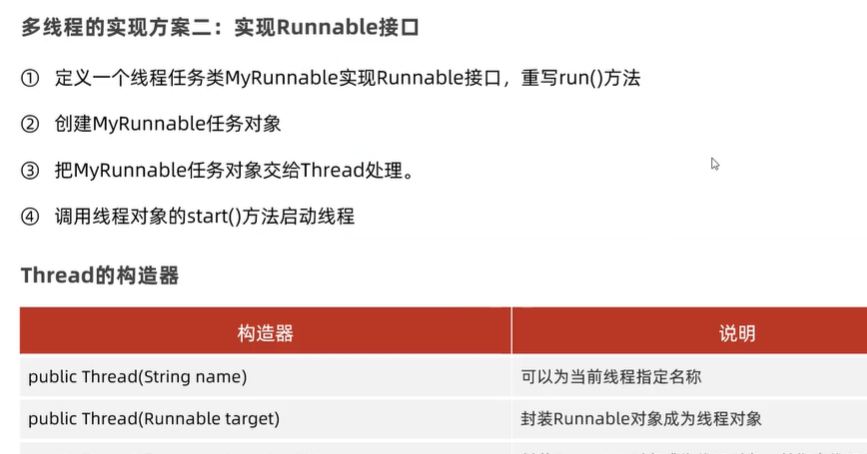 多线程的实现方案二：实现Runnable接口
① 定义一个线程任务类MyRunnable实现Runnable接口，重写run()方法
② 创建MyRunnable任务对象
③ 把MyRunnable任务对象交给Thread处理。
④ 调用线程对象的start()方法启动线程
Thread的构造器
构造器 说明
public Thread(String name) 可以为当前线程指定名称
public Thread(Runnable target) 封装Runnable对象成为线程对象